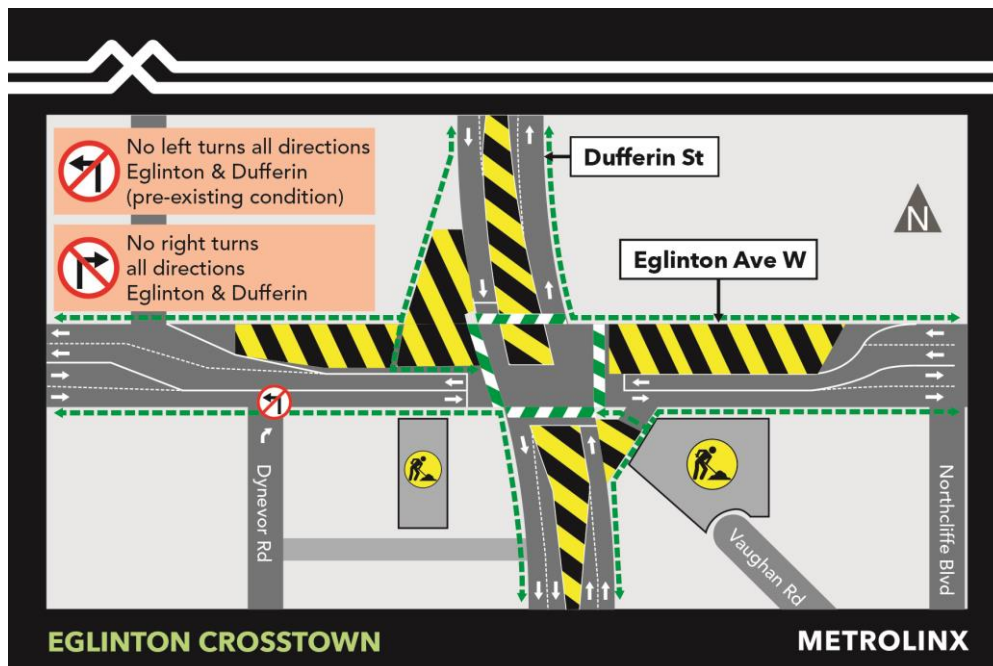 No left turns all directions
Eglinton & Dufferin
(pre-existing condition)
No right turns
all directions
Eglinton & Dufferin
Dufferin St
N
Eglinton Ave W
Dynevor Rd
Vaughan Rd
Northcliffe Blvd
EGLINTON CROSSTOWN
METROLINX